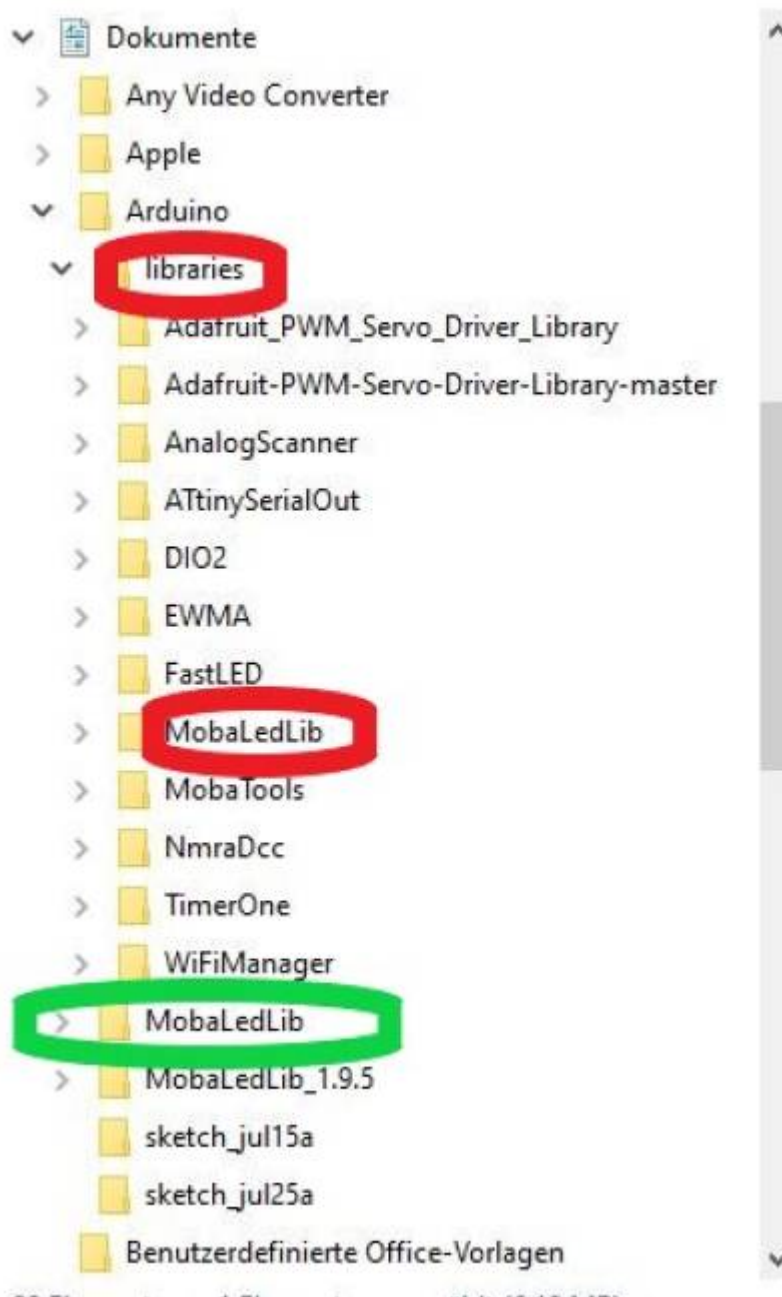 Dokumente
Any Video Converter
Apple
Arduino
libraries
Adafruit_PWM_Servo_Driver_Library
Adafruit-PWM-Servo-Driver-Library-master
AnalogScanner
ATtinySerialOut
DIO2
EWMA
FastLED
MobaLedLib
MobaTools
NmraDcc
TimerOne
WiFiManager
MobaLedLib
MobaLedLib_1.9.5
sketch_jul15a
sketch_jul25a
Benutzerdefinierte Office-Vorlagen